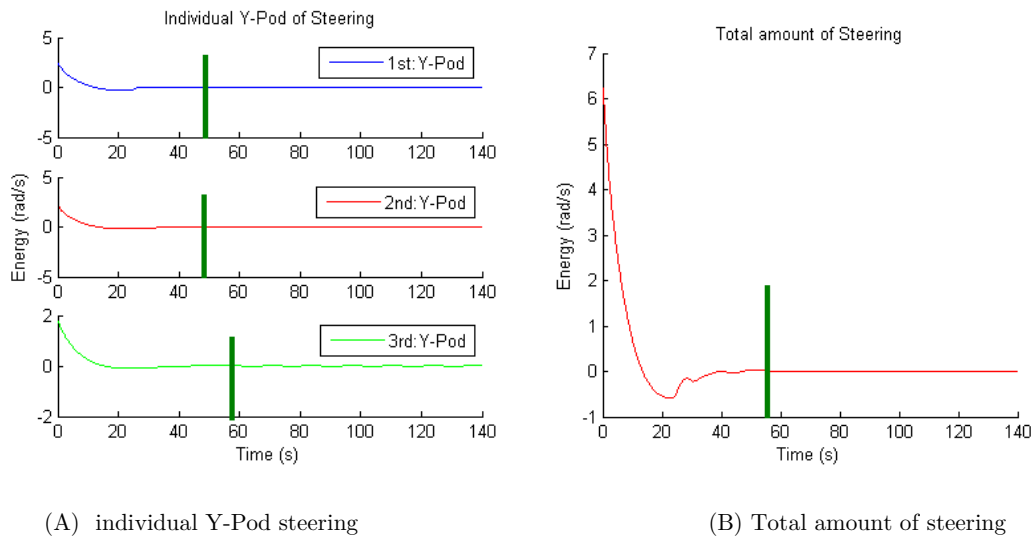 Individual Y-Pod of Steering
5
0
-5
1st:Y-Pod
0 20 40 60 80 100 120 140
5
0
-5
2nd:Y-Pod
0 20 40 60 80 100 120 140
Energy (rad/s)
2
0
-2
3rd:Y-Pod
0 20 40 60 80 100 120 140
Time (s)
(A) individual Y-Pod steering
Total amount of Steering
7
6
5
4
3
2
1
0
-1
Energy (rad/s)
0 20 40 60 80 100 120 140
Time (s)
(B) Total amount of steering